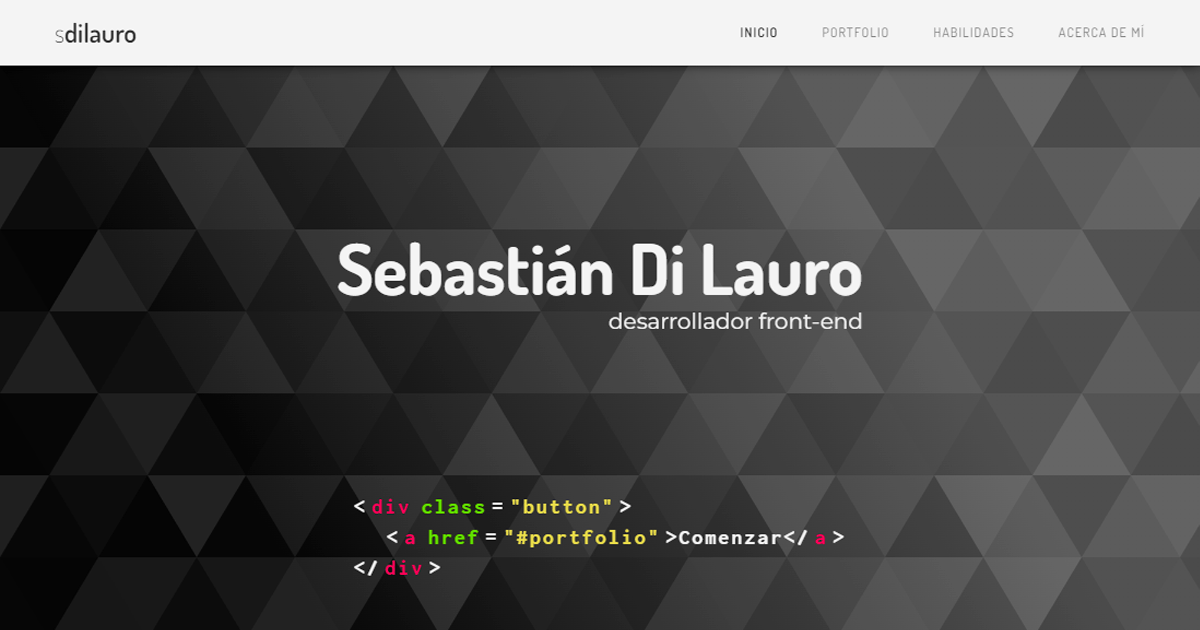 sdilauro
INICIO PORTFOLIO HABILIDADES ACERCA DE MÍ
Sebastián Di Lauro
desarrollador front-end
<div class="button">
<a href="#portfolio">Comenzar</a>
</div>